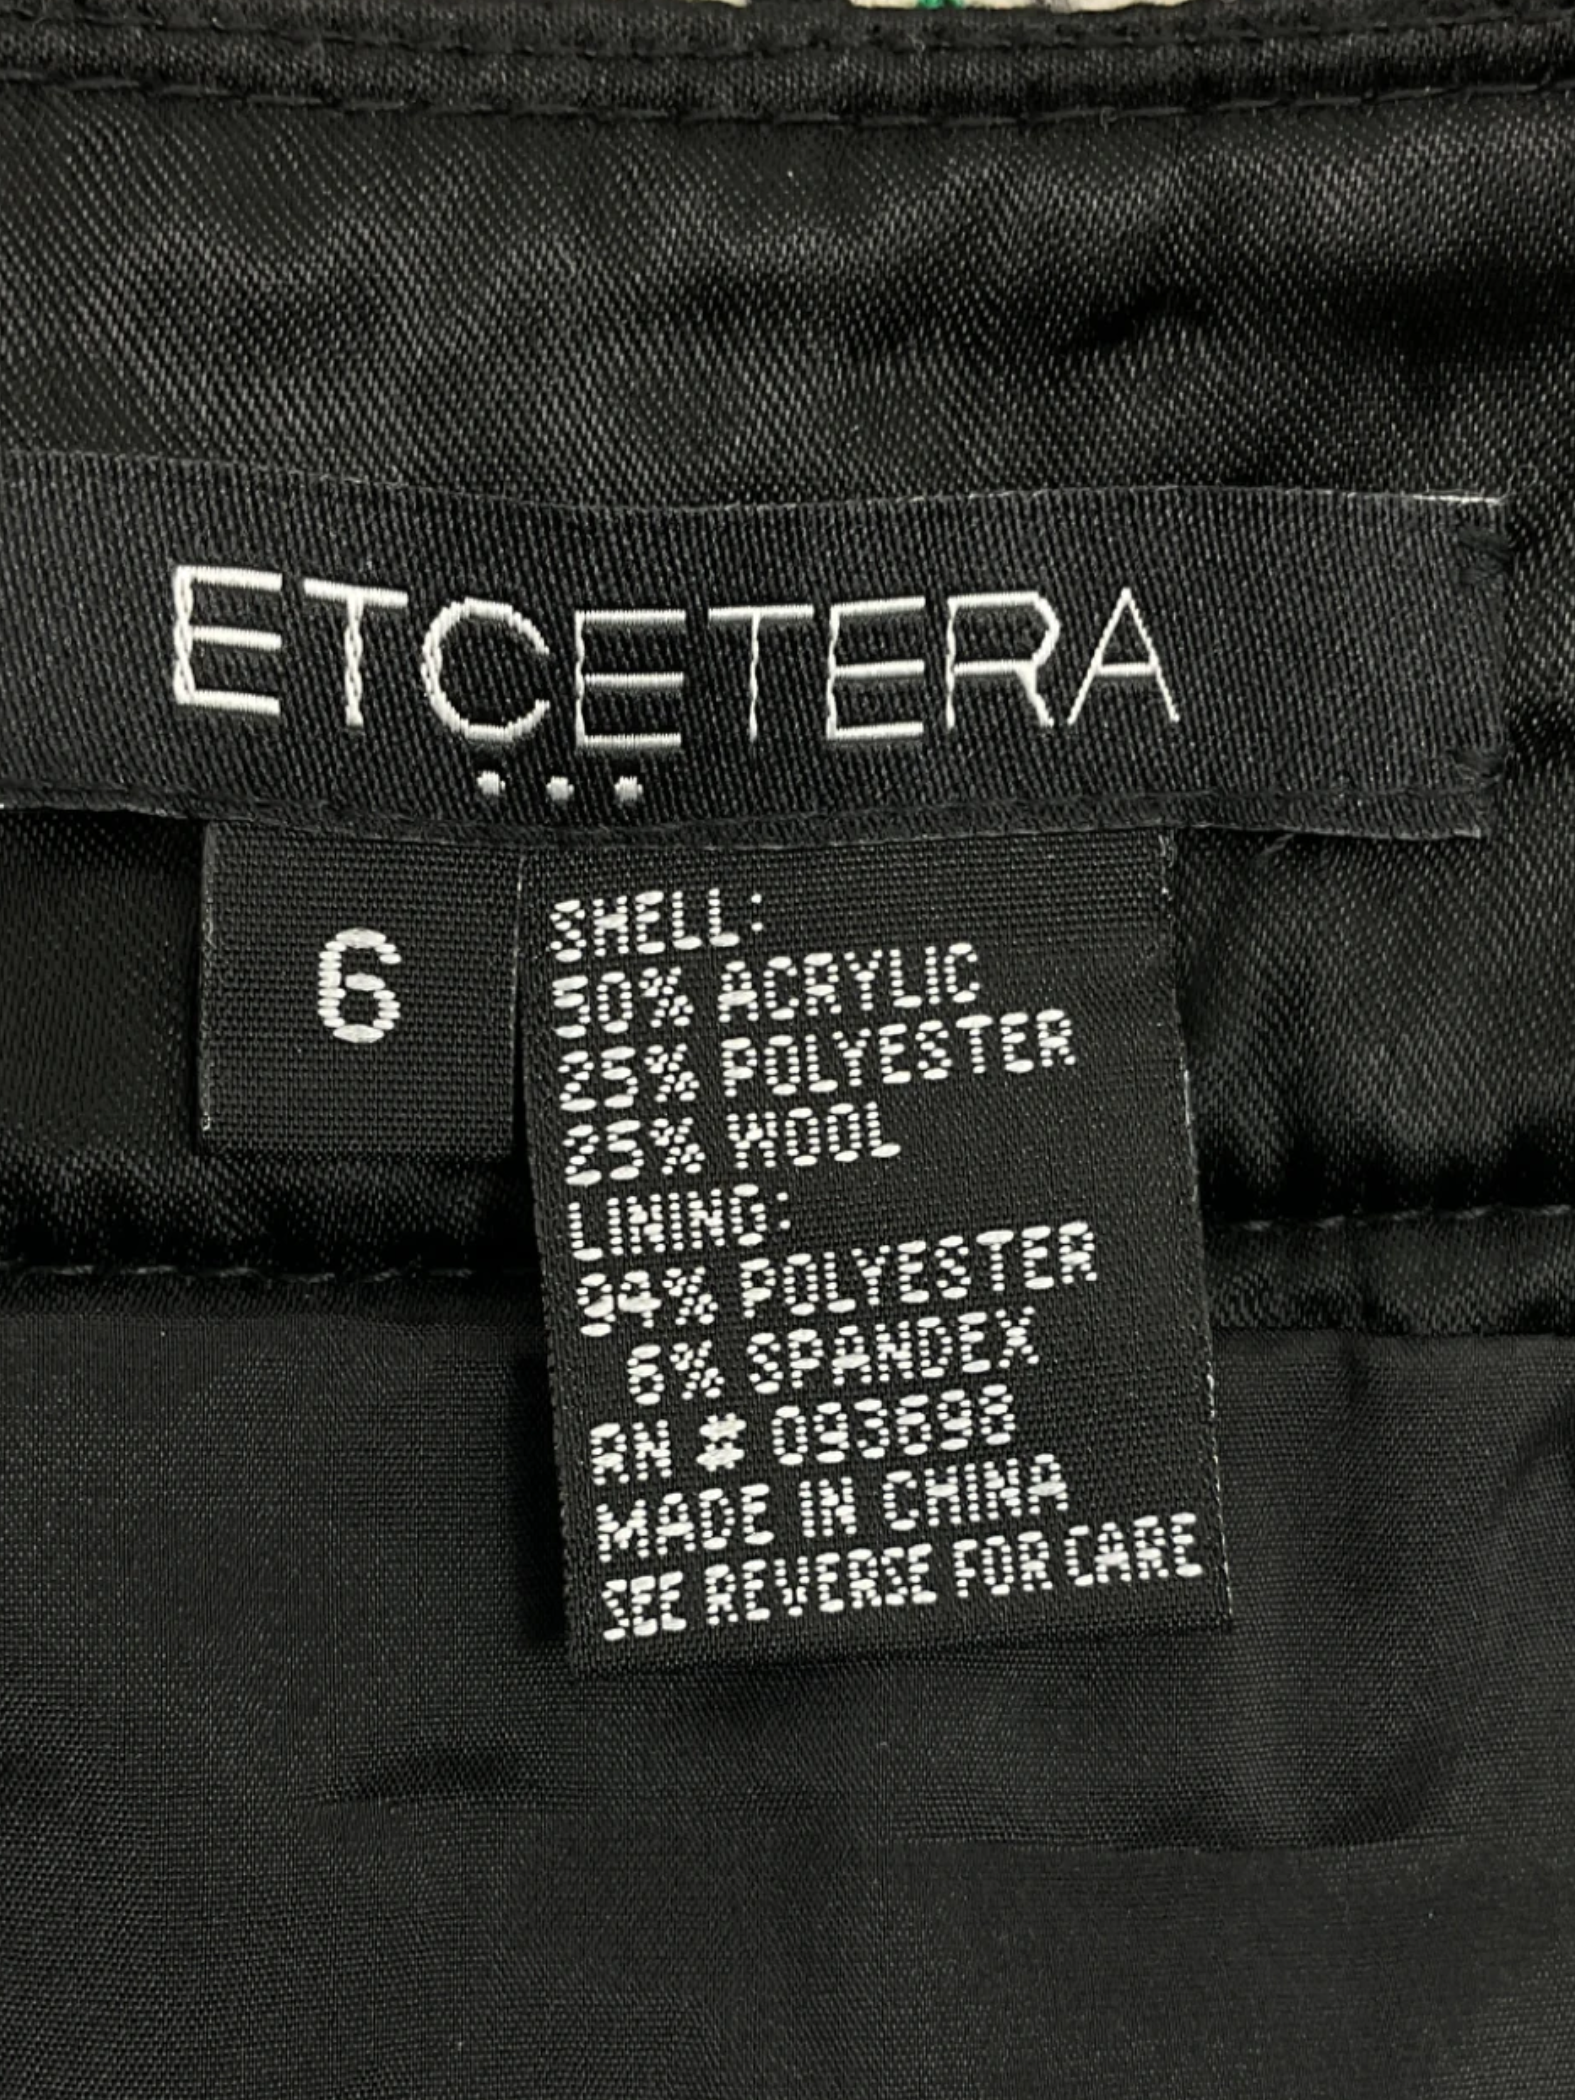 ETCETERA
...
6
SHELL:
50% ACRYLIC
25% POLYESTER
25% WOOL
LINING:
94% POLYESTER
6% SPANDEX
RN # 093698
MADE IN CHINA
SEE REVERSE FOR CARE